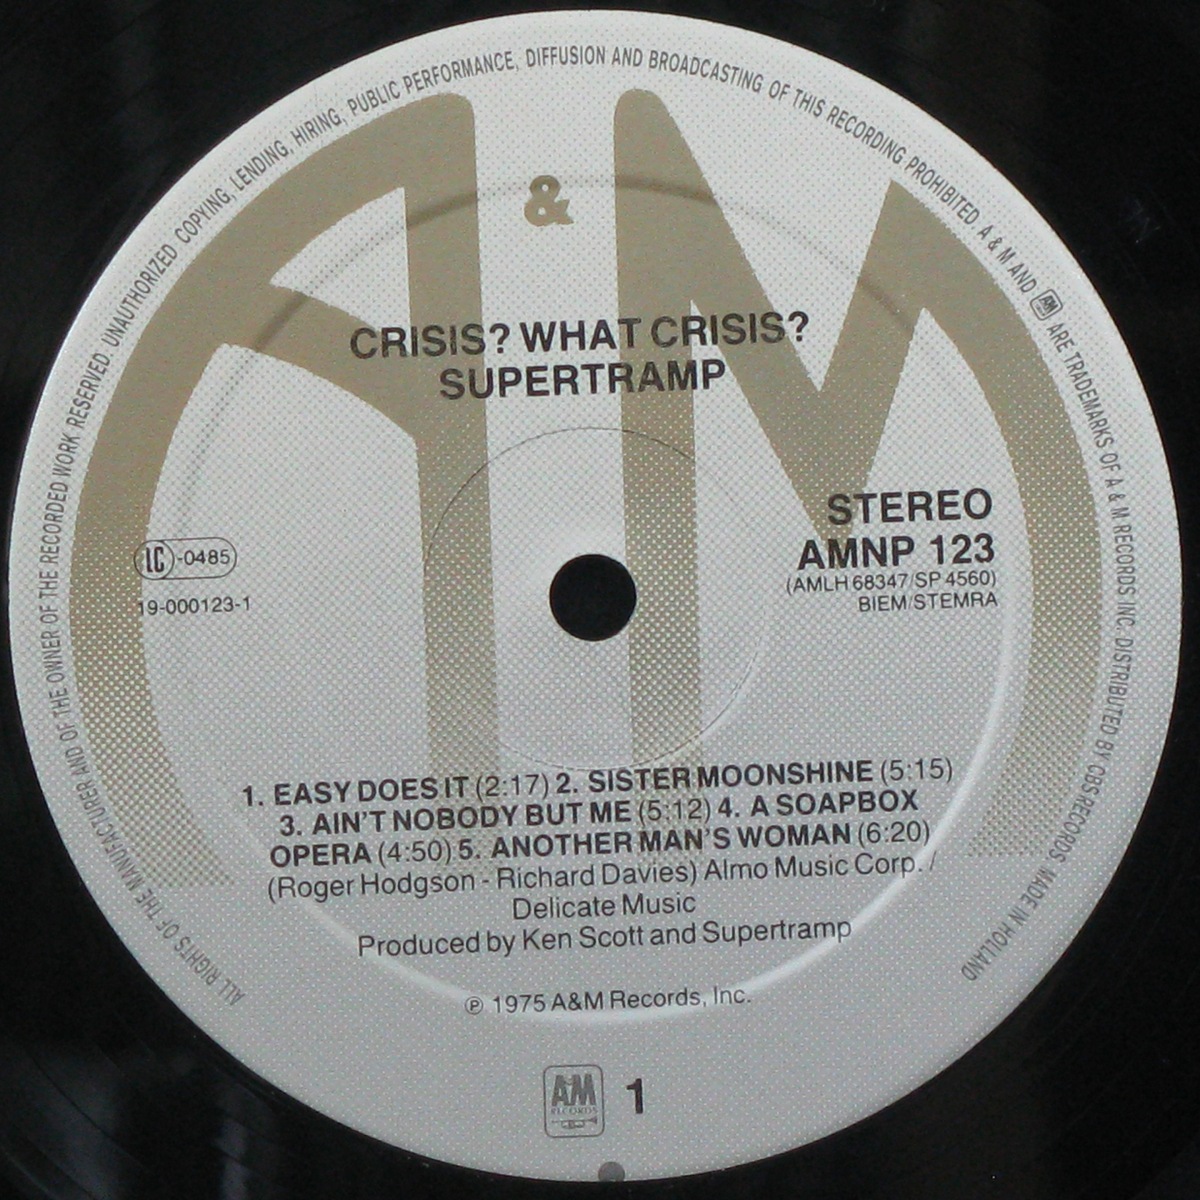 ALL RIGHTS OF THE MANUFACTURER AND OF THE OWNER OF THE RECORDED WORK RESERVED UNAUTHORIZED COPYING, LENDING, HIRING, PUBLIC PERFORMANCE, DIFFUSION AND BROADCASTING OF THIS RECORDING PROHIBITED A & M AND AM ARE TRADEMARKS OF A & M RECORDS INC. DISTRIBUTED BY CBS RECORDS MADE IN HOLLAND
A & M
CRISIS? WHAT CRISIS?
SUPERTRAMP
STEREO
AMNP 123
(AMLH 68347/SP 4560)
BIEM/STEMRA
LC-0485
19-000123-1
1. EASY DOES IT (2:17) 2. SISTER MOONSHINE (5:15)
3. AIN'T NOBODY BUT ME (5:12) 4. A SOAPBOX
OPERA (4:50) 5. ANOTHER MAN'S WOMAN (6:20)
(Roger Hodgson - Richard Davies) Almo Music Corp. /
Delicate Music
Produced by Ken Scott and Supertramp
℗ 1975 A&M Records, Inc.
AM
RECORDS
1